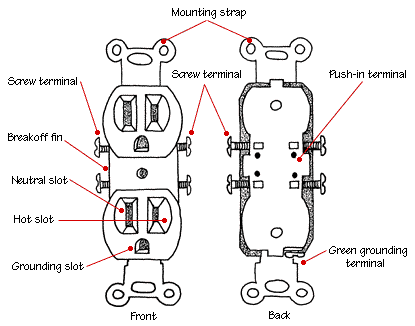 Mounting strap
Screw terminal
Screw terminal
Push-in terminal
Breakoff fin
Neutral slot
Hot slot
Grounding slot
Green grounding
terminal
Front
Back